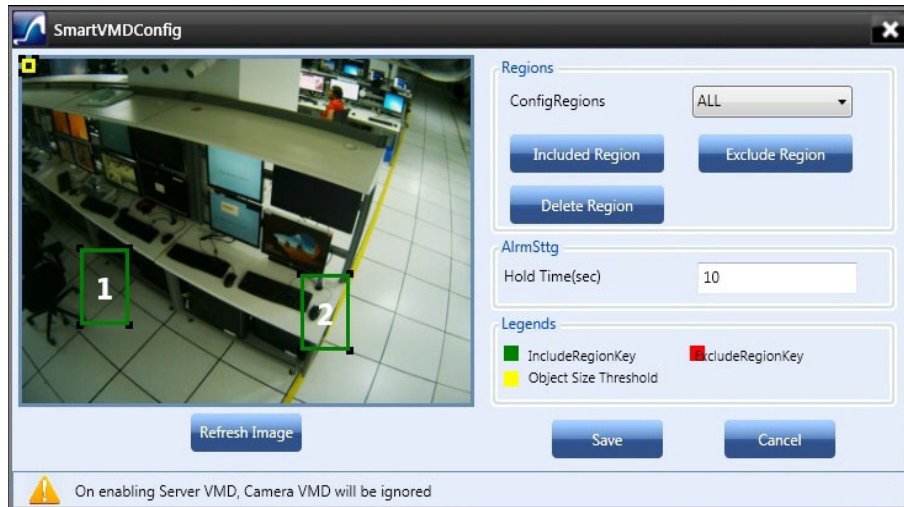 SmartVMDConfig
Regions
ConfigRegions
ALL
Included Region
Exclude Region
Delete Region
AlrmSttg
Hold Time(sec)
10
Legends
IncludeRegionKey
ExcludeRegionKey
Object Size Threshold
1
2
Refresh Image
Save
Cancel
On enabling Server VMD, Camera VMD will be ignored